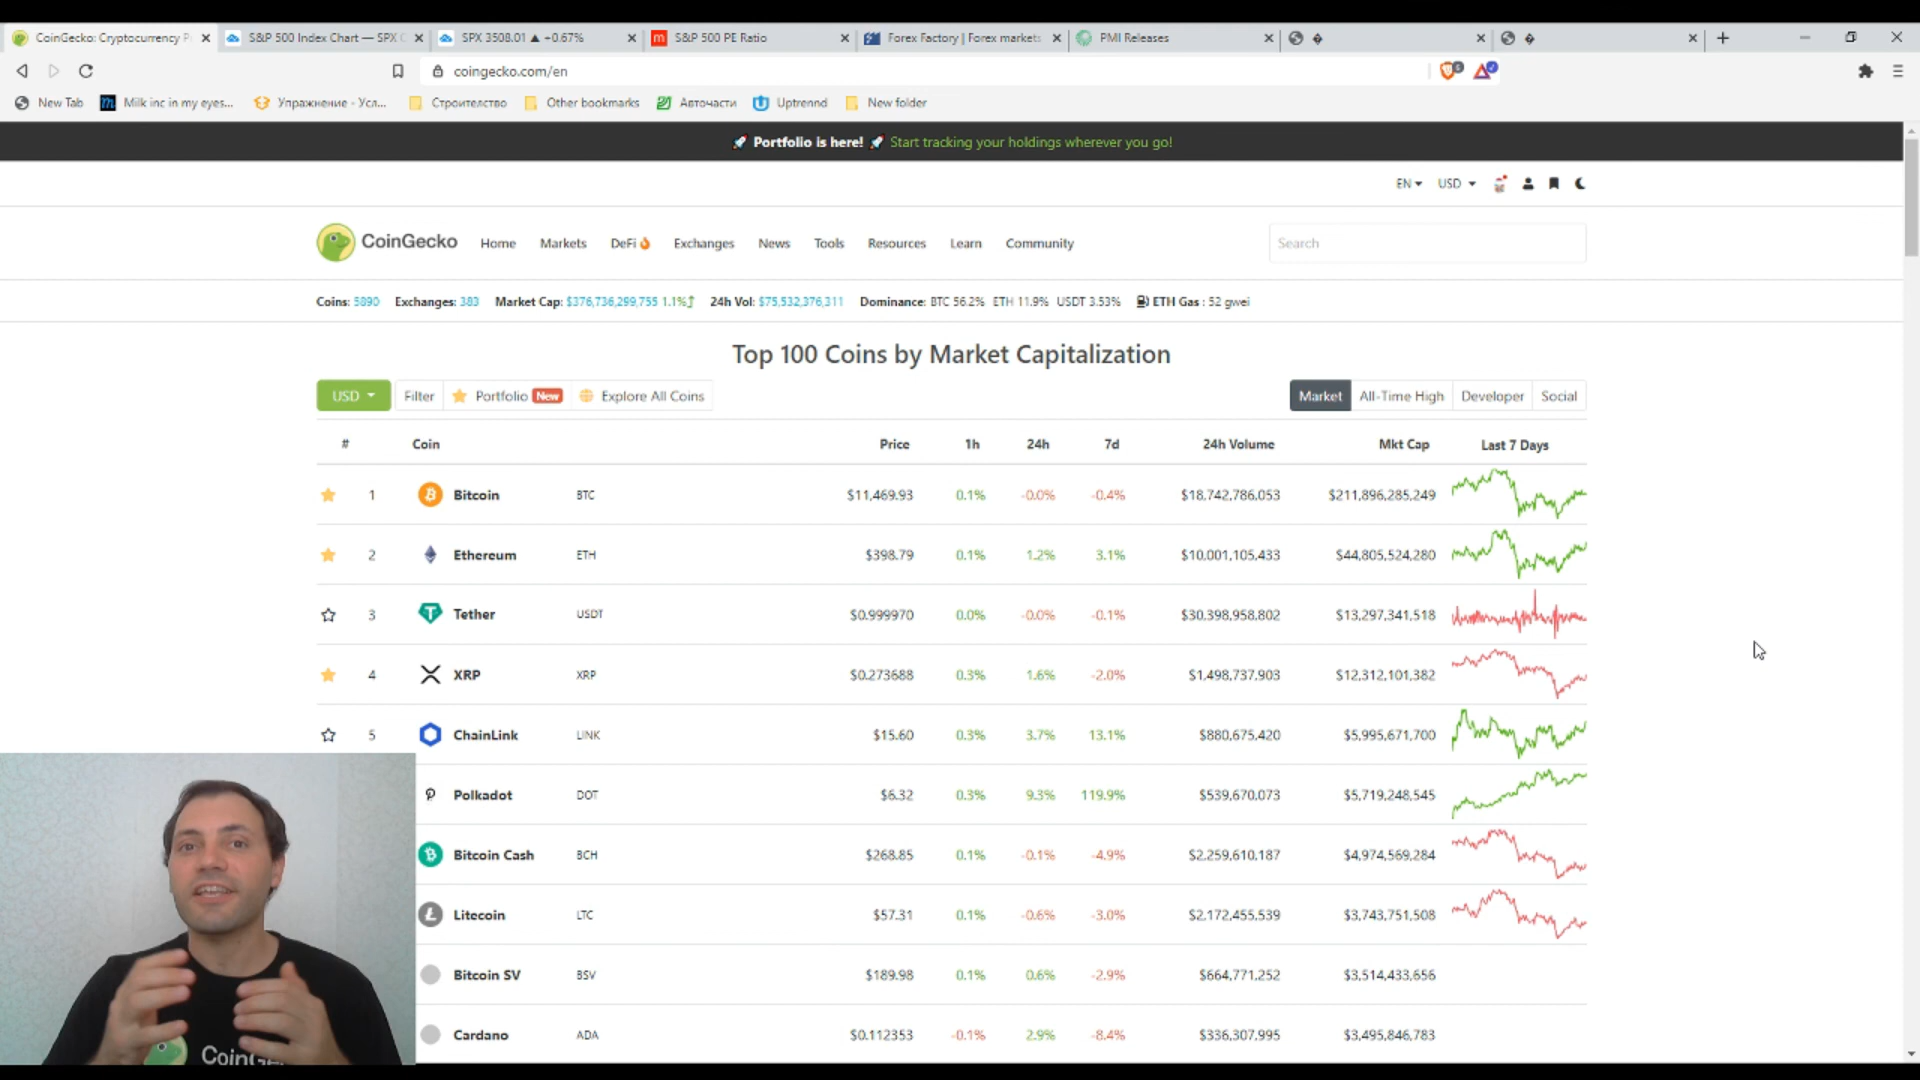 CoinGecko: Cryptocurrency P
S&P 500 Index Chart — SPX
SPX 3508.01 ▲ +0.67%
m S&P 500 PE Ratio
Forex Factory | Forex markets
PMI Releases
coingecko.com/en
New Tab
Milk inc in my eyes...
Упражнение - Усл...
Строителство
Other bookmarks
Авточасти
Uptrennd
New folder
Portfolio is here! Start tracking your holdings wherever you go!
EN USD
CoinGecko Home Markets DeFi Exchanges News Tools Resources Learn Community Search
Coins: 5890 Exchanges: 383 Market Cap: $376,736,299,755 1.1% 24h Vol: $75,532,376,311 Dominance: BTC 56.2% ETH 11.9% USDT 3.53% ETH Gas : 52 gwei
Top 100 Coins by Market Capitalization
USD Filter Portfolio New Explore All Coins Market All-Time High Developer Social
# Coin Price 1h 24h 7d 24h Volume Mkt Cap Last 7 Days
1 Bitcoin BTC $11,469.93 0.1% -0.0% -0.4% $18,742,786,053 $211,896,285,249
2 Ethereum ETH $398.79 0.1% 1.2% 3.1% $10,001,105,433 $44,805,524,280
3 Tether USDT $0.999970 0.0% -0.0% -0.1% $30,398,958,802 $13,297,341,518
4 XRP XRP $0.273688 0.3% 1.6% -2.0% $1,498,737,903 $12,312,101,382
5 ChainLink LINK $15.60 0.3% 3.7% 13.1% $880,675,420 $5,995,671,700
Polkadot DOT $6.32 0.3% 9.3% 119.9% $539,670,073 $5,719,248,545
Bitcoin Cash BCH $268.85 0.1% -0.1% -4.9% $2,259,610,187 $4,974,569,284
Litecoin LTC $57.31 0.1% -0.6% -3.0% $2,172,455,539 $3,743,751,508
Bitcoin SV BSV $189.98 0.1% 0.6% -2.9% $664,771,252 $3,514,433,656
Cardano ADA $0.112353 -0.1% 2.9% -8.4% $336,307,995 $3,495,846,783
CoinGe